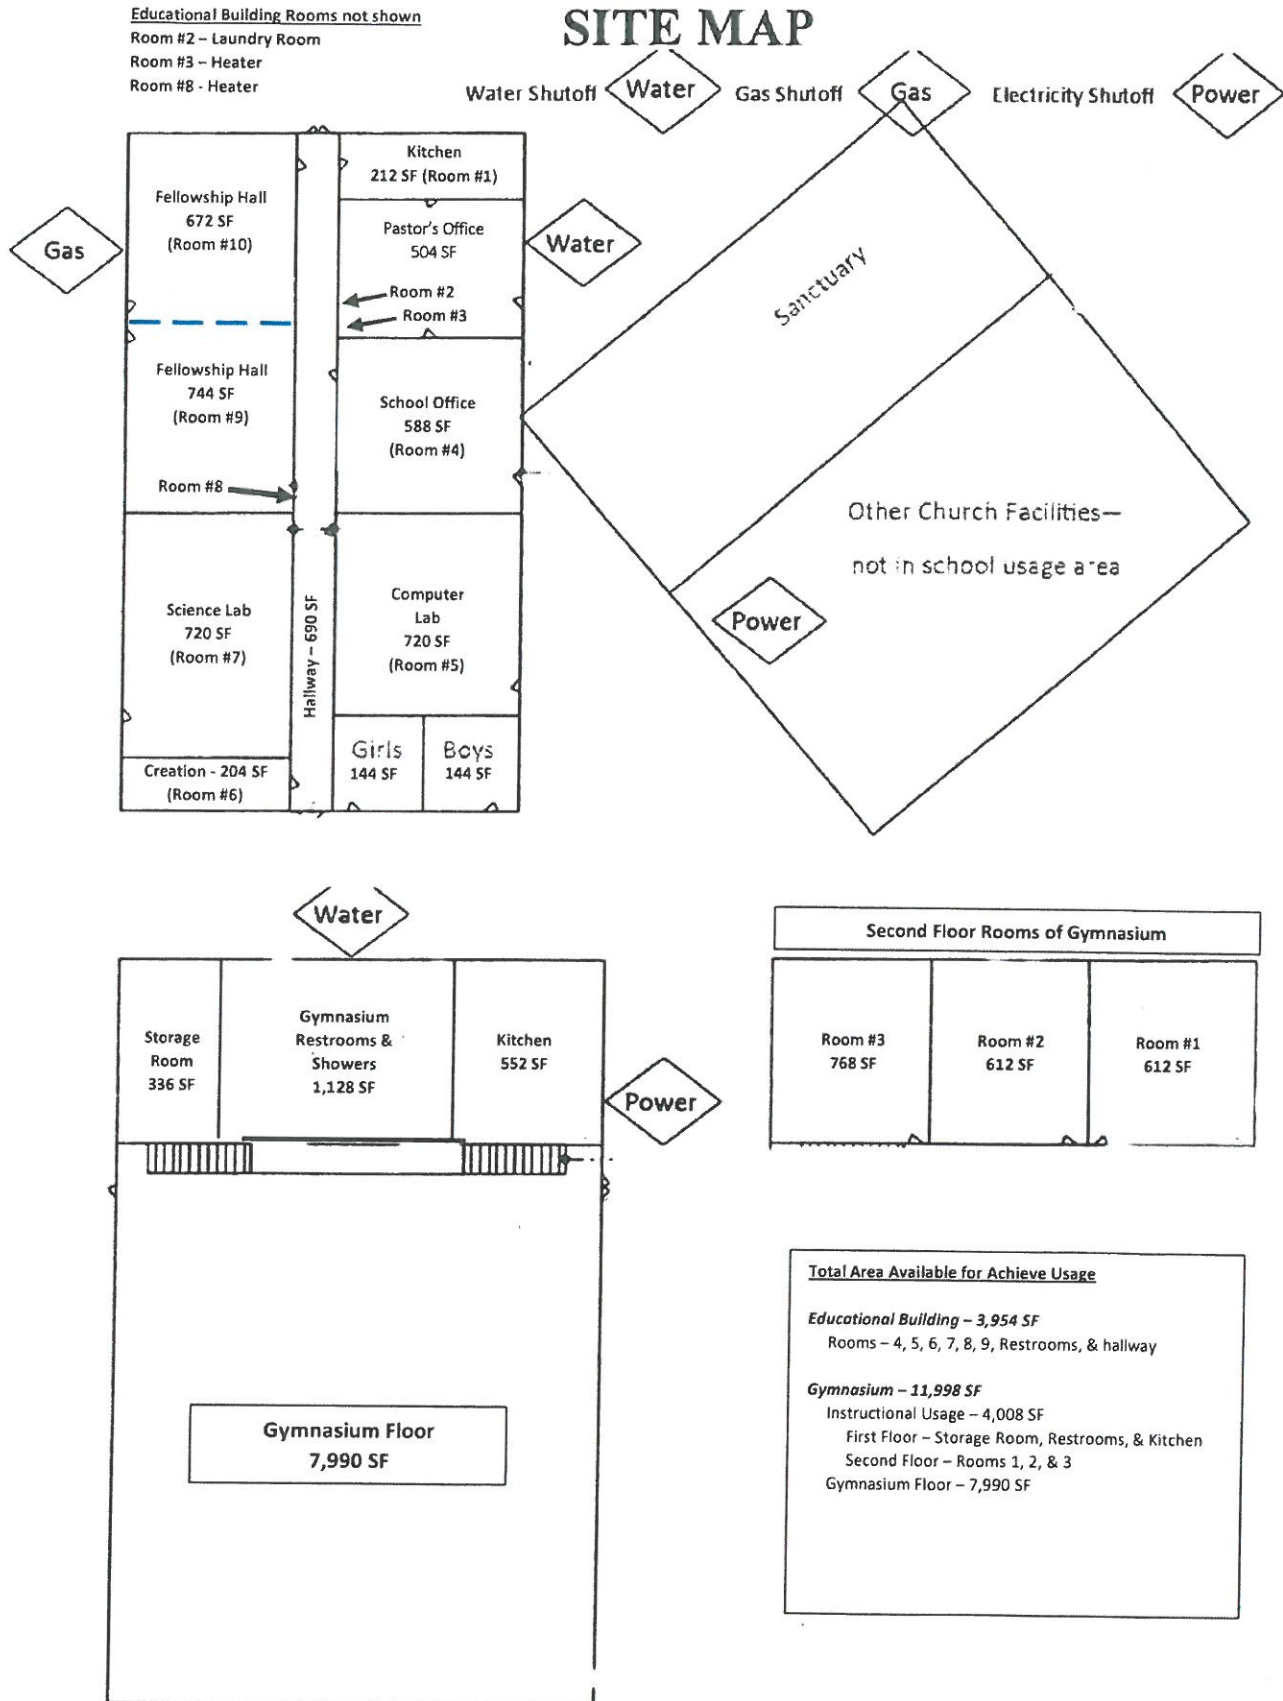 Educational Building Rooms not shown
Room #2 – Laundry Room
Room #3 – Heater
Room #8 - Heater
SITE MAP
Water Shutoff Water Gas Shutoff Gas Electricity Shutoff Power
Kitchen
212 SF (Room #1)
Fellowship Hall
672 SF
(Room #10)
Pastor's Office
504 SF
Gas
Water
Room #2
Room #3
Fellowship Hall
744 SF
(Room #9)
School Office
588 SF
(Room #4)
Room #8
Sanctuary
Other Church Facilities—
not in school usage area
Power
Science Lab
720 SF
(Room #7)
Hallway – 690 SF
Computer
Lab
720 SF
(Room #5)
Creation - 204 SF
(Room #6)
Girls
144 SF
Boys
144 SF
Water
Second Floor Rooms of Gymnasium
Storage
Room
336 SF
Gymnasium
Restrooms &
Showers
1,128 SF
Kitchen
552 SF
Power
Room #3
768 SF
Room #2
612 SF
Room #1
612 SF
Gymnasium Floor
7,990 SF
Total Area Available for Achieve Usage
Educational Building – 3,954 SF
Rooms – 4, 5, 6, 7, 8, 9, Restrooms, & hallway
Gymnasium – 11,998 SF
Instructional Usage – 4,008 SF
First Floor – Storage Room, Restrooms, & Kitchen
Second Floor – Rooms 1, 2, & 3
Gymnasium Floor – 7,990 SF